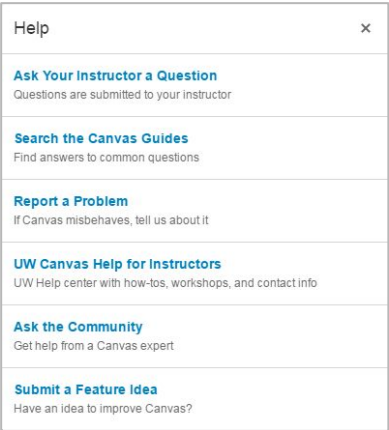 Help ×
Ask Your Instructor a Question
Questions are submitted to your instructor
Search the Canvas Guides
Find answers to common questions
Report a Problem
If Canvas misbehaves, tell us about it
UW Canvas Help for Instructors
UW Help center with how-tos, workshops, and contact info
Ask the Community
Get help from a Canvas expert
Submit a Feature Idea
Have an idea to improve Canvas?